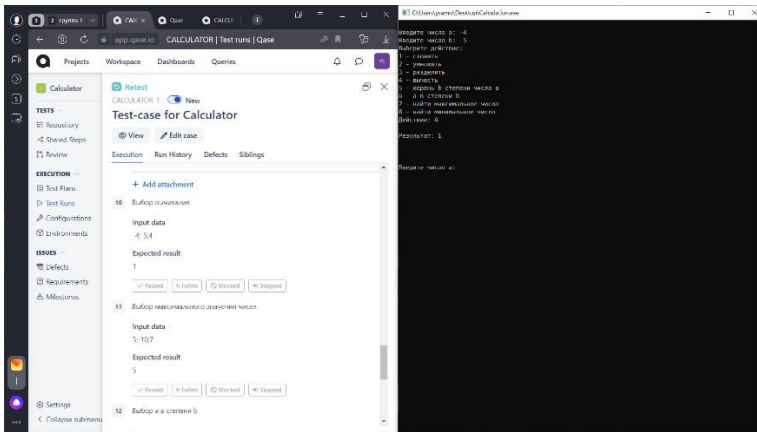 2 группа 1
Qase
app.qase.io
CALCULATOR | Test runs | Qase
Projects
Workspace
Dashboards
Queries
Calculator
TESTS
Repository
Shared Steps
Review
EXECUTION
Test Plans
Test Runs
Configurations
Environments
ISSUES
Defects
Requirements
Milestones
Settings
Collapse submenu
Retest
CALCULATOR 1
New
Test-case for Calculator
View
Edit case
Execution
Run History
Defects
Siblings
+ Add attachment
10 Выбор вычитания
Input data
-4; 5;4
Expected result
1
Passed
Failed
Blocked
Skipped
11 Выбор максимального значения чисел
Input data
5; 10;7
Expected result
5
Passed
Failed
Blocked
Skipped
12 Выбор а в степени b
Введите число a: -4
Введите число b: 5
Выберите действие:
1 - сложить
2 - умножить
3 - разделить
4 - вычесть
5 - корень b степени числа a
6 - a в степени b
7 - найти максимальное число
8 - найти минимальное число
Действие: 4
Результат: 1
Введите число a: